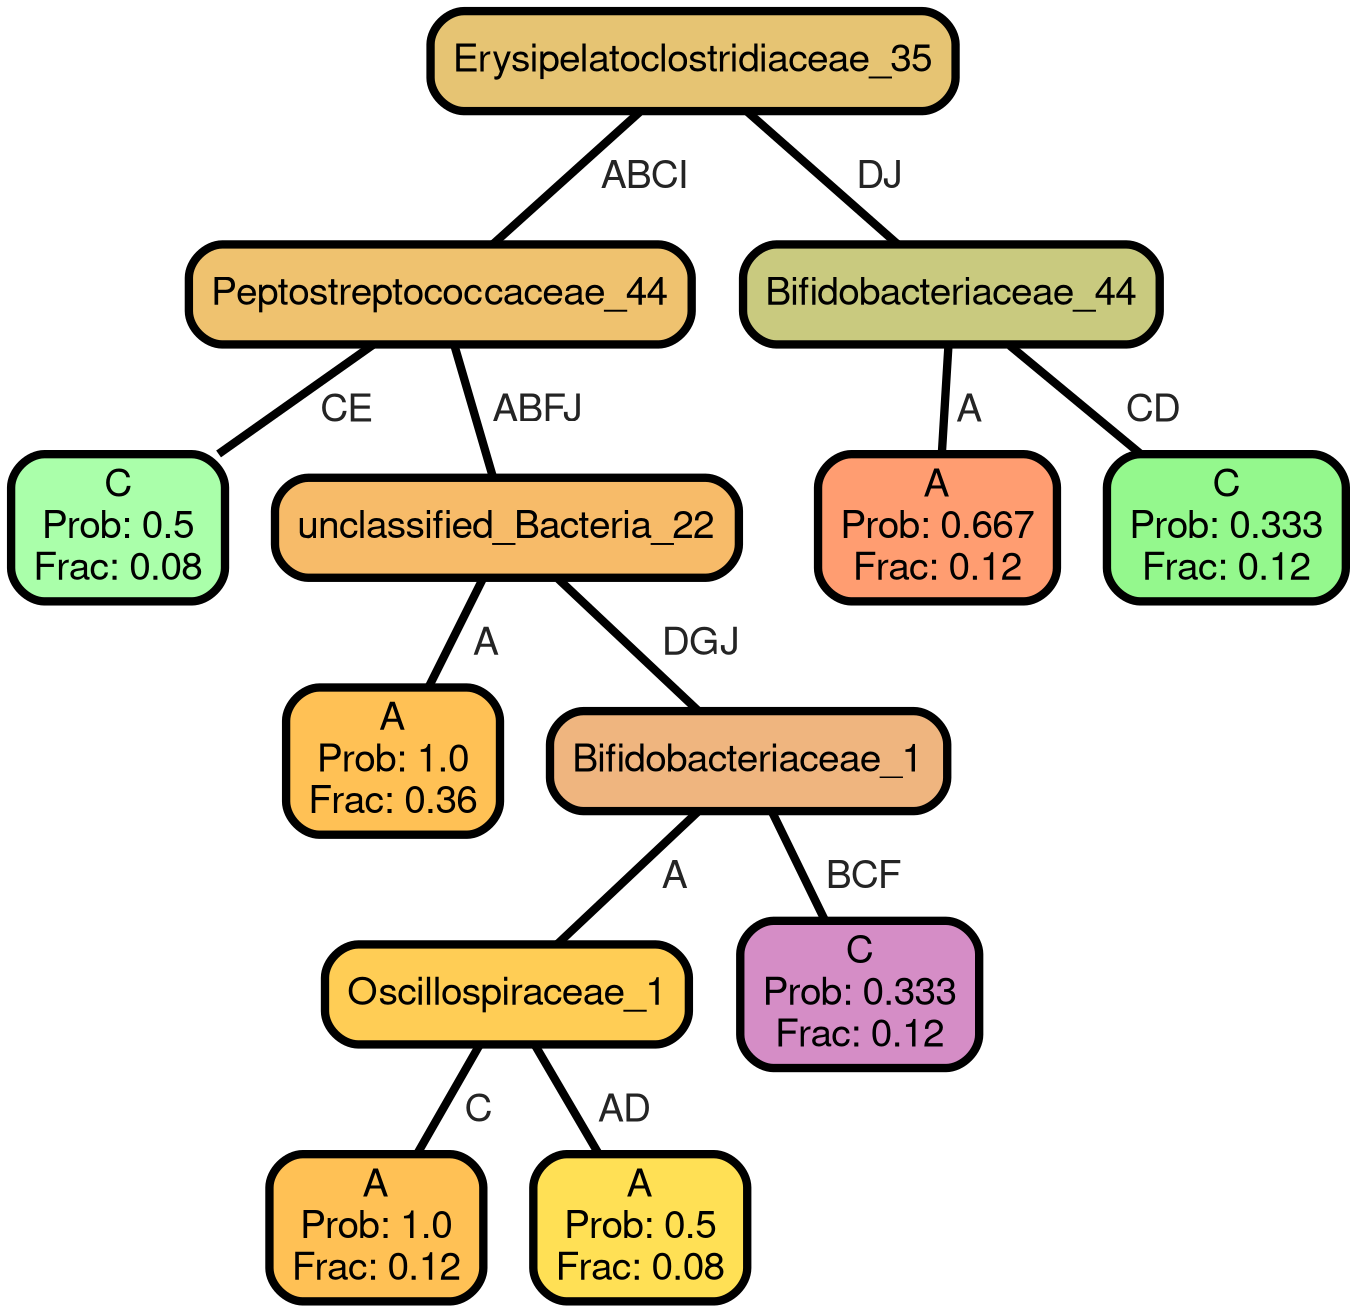 Erysipelatoclostridiaceae_35
ABCI
DJ
Peptostreptococcaceae_44
Bifidobacteriaceae_44
CE
ABFJ
A
CD
C
Prob: 0.5
Frac: 0.08
unclassified_Bacteria_22
A
Prob: 0.667
Frac: 0.12
C
Prob: 0.333
Frac: 0.12
A
DGJ
A
Prob: 1.0
Frac: 0.36
Bifidobacteriaceae_1
A
BCF
Oscillospiraceae_1
C
Prob: 0.333
Frac: 0.12
C
AD
A
Prob: 1.0
Frac: 0.12
A
Prob: 0.5
Frac: 0.08